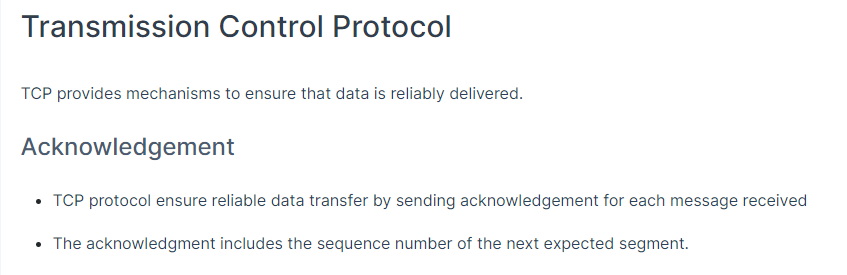 Transmission Control Protocol
TCP provides mechanisms to ensure that data is reliably delivered.
Acknowledgement
• TCP protocol ensure reliable data transfer by sending acknowledgement for each message received
• The acknowledgment includes the sequence number of the next expected segment.